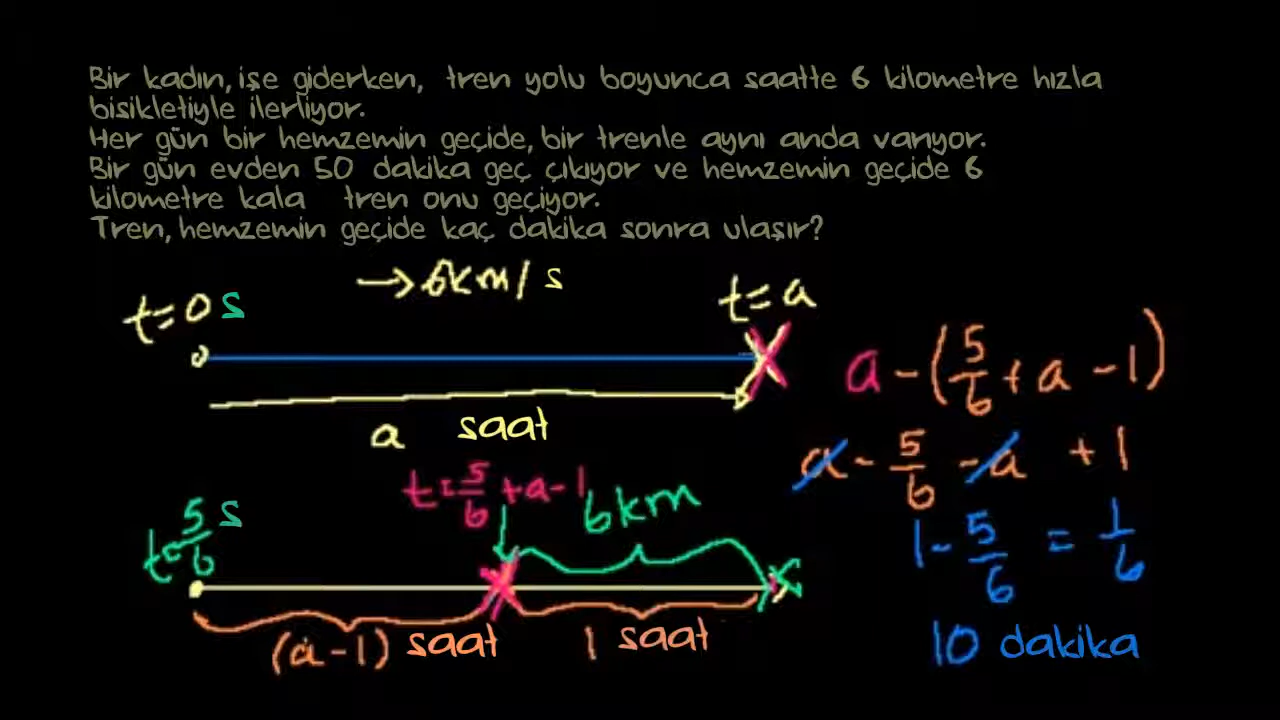 Bir kadın, işe giderken, tren yolu boyunca saatte 6 kilometre hızla
bisikletiyle ilerliyor.
Her gün bir hemzemin geçide, bir trenle aynı anda varıyor.
Bir gün evden 50 dakika geç çıkıyor ve hemzemin geçide 6
kilometre kala tren onu geçiyor.
Tren, hemzemin geçide kaç dakika sonra ulaşır?
t=0 s
→ 6km/s
t=a
a saat
a-(5/6+a-1)
a-5/6-a+1
t=5/6+a-1
6km
t=5/6 s
1-5/6=1/6
(a-1) saat
1 saat
10 dakika